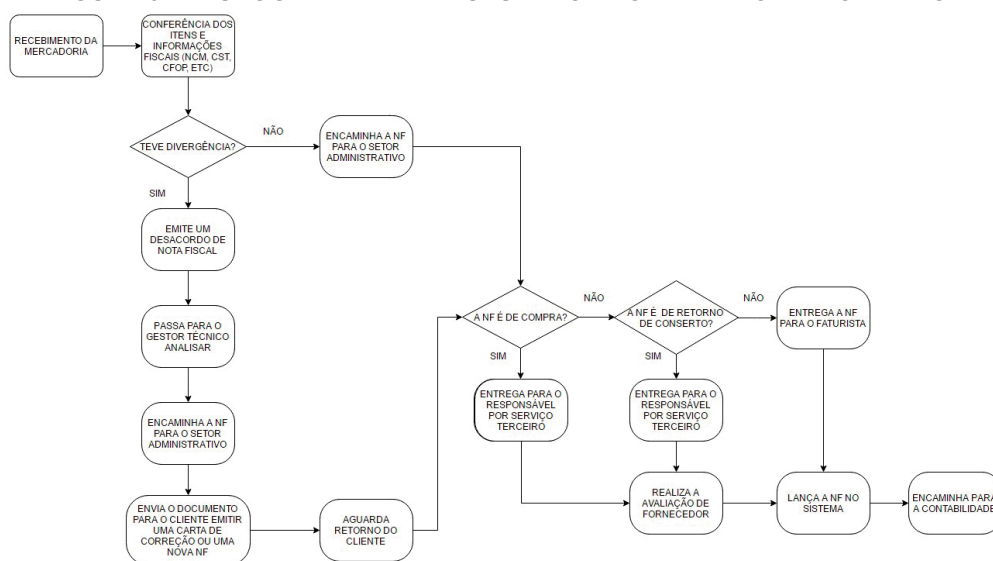 RECEBIMENTO DA
MERCADORIA
CONFERÊNCIA DOS
ITENS E
INFORMAÇÕES
FISCAIS (NCM, CST,
CFOP, ETC)
TEVE DIVERGÊNCIA?
NÃO
ENCAMINHA A NF
PARA O SETOR
ADMINISTRATIVO
SIM
EMITE UM
DESACORDO DE
NOTA FISCAL
PASSA PARA O
GESTOR TÉCNICO
ANALISAR
ENCAMINHA A NF
PARA O SETOR
ADMINISTRATIVO
ENVIA O DOCUMENTO
PARA O CLIENTE EMITIR
UMA CARTA DE
CORREÇÃO OU UMA
NOVA NF
AGUARDA
RETORNO DO
CLIENTE
A NF É DE COMPRA?
NÃO
A NF É DE RETORNO
DE CONSERTO?
NÃO
ENTREGA A NF
PARA O FATURISTA
SIM
ENTREGA PARA O
RESPONSÁVEL
POR SERVIÇO
TERCEIRO
SIM
ENTREGA PARA O
RESPONSÁVEL
POR SERVIÇO
TERCEIRO
REALIZA A
AVALIAÇÃO DE
FORNECEDOR
LANÇA A NF NO
SISTEMA
ENCAMINHA PARA
A CONTABILIDADE